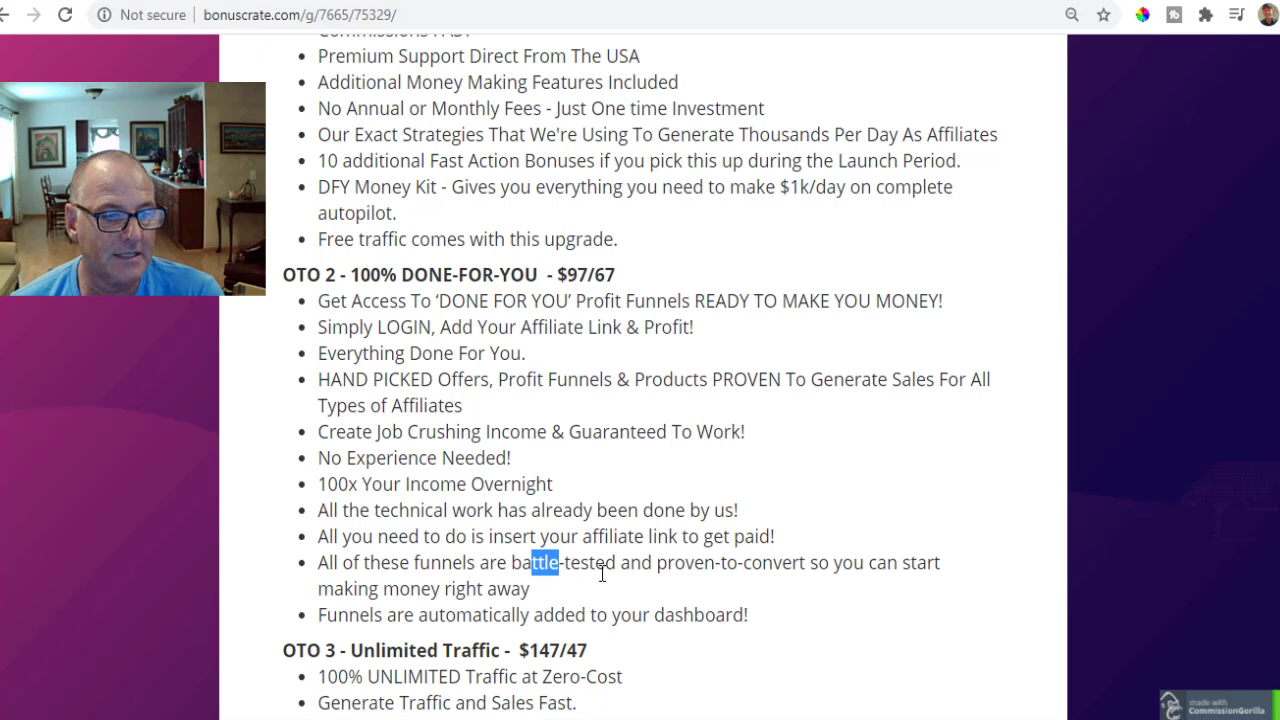 Not secure
bonuscrate.com/g/7665/75329/
Premium Support Direct From The USA
Additional Money Making Features Included
No Annual or Monthly Fees - Just One time Investment
Our Exact Strategies That We're Using To Generate Thousands Per Day As Affiliates
10 additional Fast Action Bonuses if you pick this up during the Launch Period.
DFY Money Kit - Gives you everything you need to make $1k/day on complete
autopilot.
Free traffic comes with this upgrade.
OTO 2 - 100% DONE-FOR-YOU - $97/67
Get Access To ‘DONE FOR YOU’ Profit Funnels READY TO MAKE YOU MONEY!
Simply LOGIN, Add Your Affiliate Link & Profit!
Everything Done For You.
HAND PICKED Offers, Profit Funnels & Products PROVEN To Generate Sales For All
Types of Affiliates
Create Job Crushing Income & Guaranteed To Work!
No Experience Needed!
100x Your Income Overnight
All the technical work has already been done by us!
All you need to do is insert your affiliate link to get paid!
All of these funnels are battle-tested and proven-to-convert so you can start
making money right away
Funnels are automatically added to your dashboard!
OTO 3 - Unlimited Traffic - $147/47
100% UNLIMITED Traffic at Zero-Cost
Generate Traffic and Sales Fast.
made with
CommissionGorilla